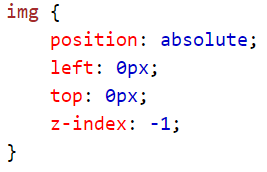 img {
    position: absolute;
    left: 0px;
    top: 0px;
    z-index: -1;
}